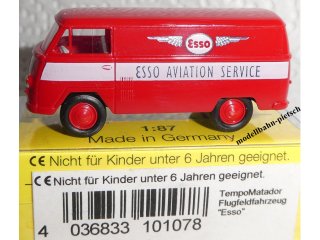 Esso
ESSO AVIATION SERVICE
modellbahn-pietsch
1:87
Made in Germany
CE Nicht für Kinder unter 6 Jahren geeignet.
CE Nicht für Kinder unter 6 Jahren geeignet.
TempoMatador
Flugfeldfahrzeug
"Esso"
4 036833 101078